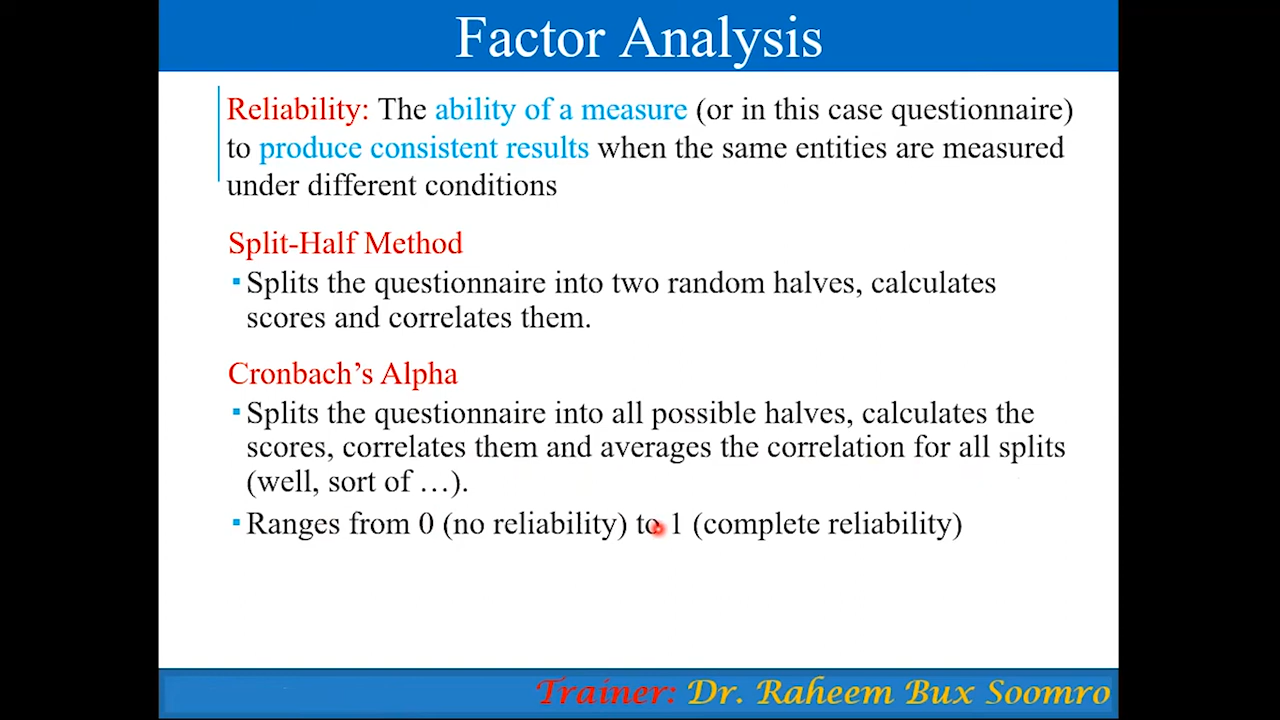 Factor Analysis
Reliability: The ability of a measure (or in this case questionnaire)
to produce consistent results when the same entities are measured
under different conditions
Split-Half Method
▪Splits the questionnaire into two random halves, calculates
scores and correlates them.
Cronbach’s Alpha
▪Splits the questionnaire into all possible halves, calculates the
scores, correlates them and averages the correlation for all splits
(well, sort of …).
▪Ranges from 0 (no reliability) to 1 (complete reliability)
Trainer: Dr. Raheem Bux Soomro